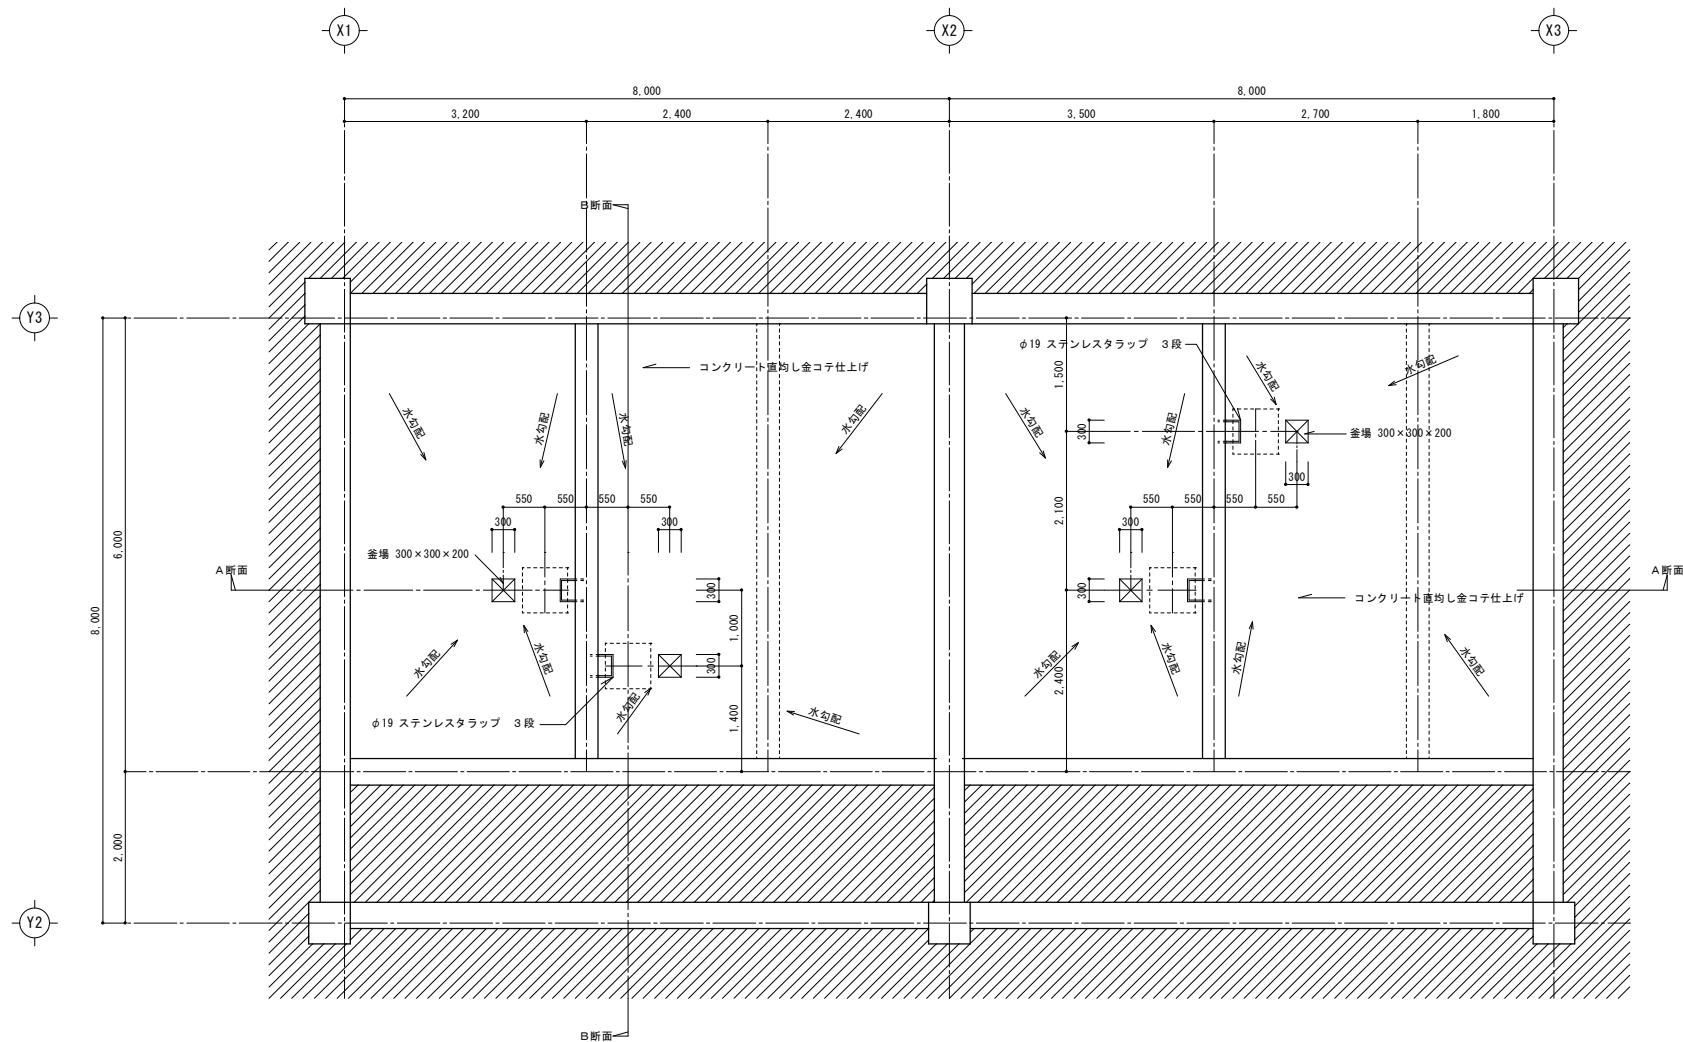 X1
X2
X3
8,000
8,000
3,200
2,400
2,400
3,500
2,700
1,800
B断面
Y3
φ19 ステンレスタラップ 3段
コンクリート直均し金コテ仕上げ
1,500
水勾配
水勾配
水勾配
水勾配
水勾配
水勾配
水勾配
水勾配
300
釜場 300×300×200
300
550
550
550
550
550
550
550
550
300
300
300
2,100
6,000
釜場 300×300×200
A断面
A断面
300
300
コンクリート直均し金コテ仕上げ
8,000
1,000
水勾配
水勾配
300
水勾配
水勾配
水勾配
水勾配
2,400
水勾配
水勾配
φ19 ステンレスタラップ 3段
1,400
2,000
Y2
B断面